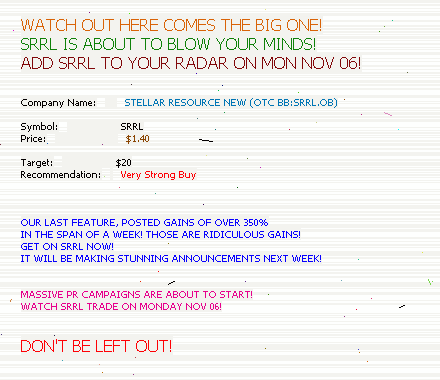 WATCH OUT HERE COMES THE BIG ONE!
SRRL IS ABOUT TO BLOW YOUR MINDS!
ADD SRRL TO YOUR RADAR ON MON NOV 06!
Company Name: STELLAR RESOURCE NEW (OTC BB:SRRL.OB)
Symbol: SRRL
Price: $1.40
Target: $20
Recommendation: Very Strong Buy
OUR LAST FEATURE, POSTED GAINS OF OVER 350%
IN THE SPAN OF A WEEK! THOSE ARE RIDICULOUS GAINS!
GET ON SRRL NOW!
IT WILL BE MAKING STUNNING ANNOUNCEMENTS NEXT WEEK!
MASSIVE PR CAMPAIGNS ARE ABOUT TO START!
WATCH SRRL TRADE ON MONDAY NOV 06!
DON'T BE LEFT OUT!